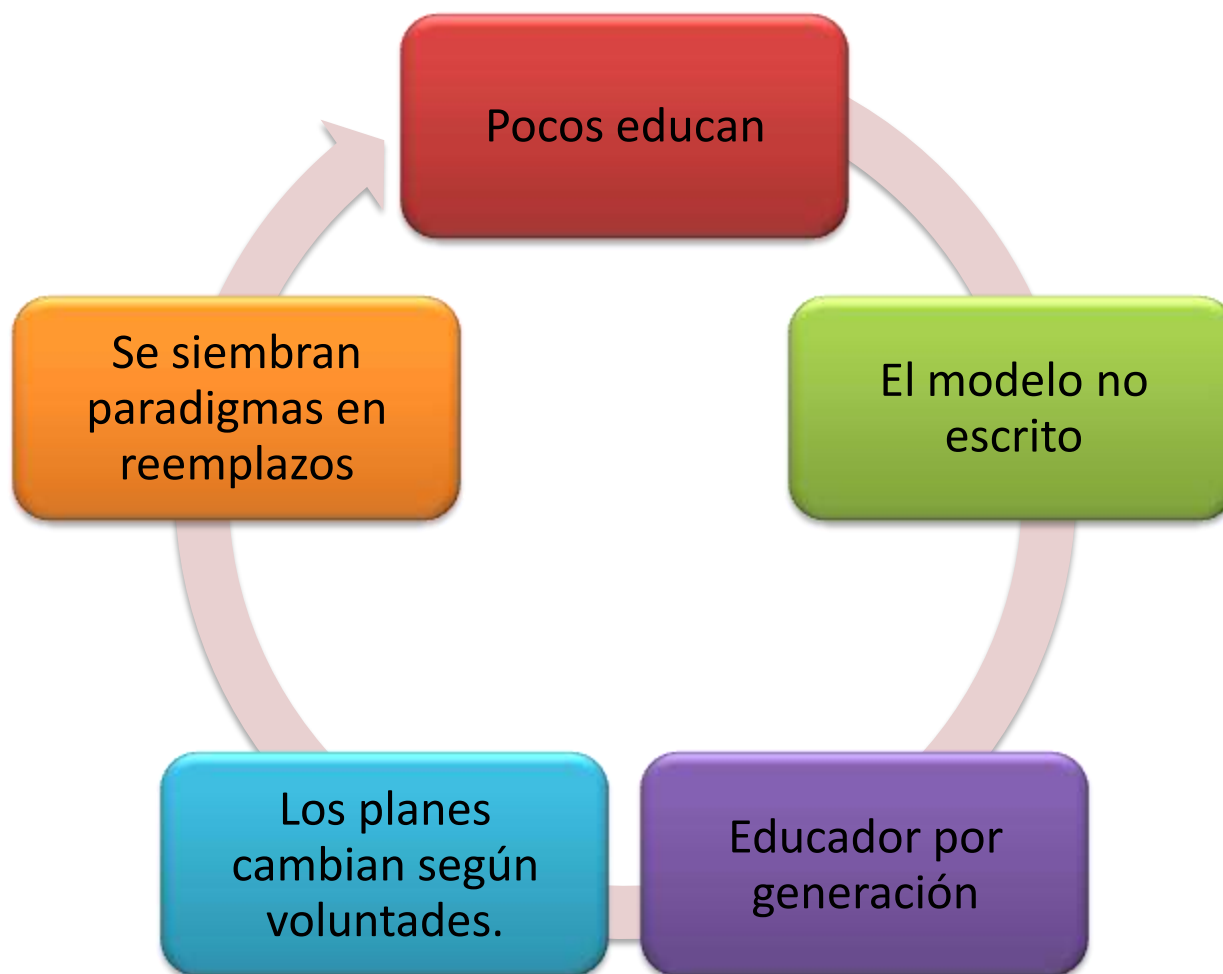 Pocos educan
El modelo no
escrito
Educador por
generación
Los planes
cambian según
voluntades.
Se siembran
paradigmas en
reemplazos